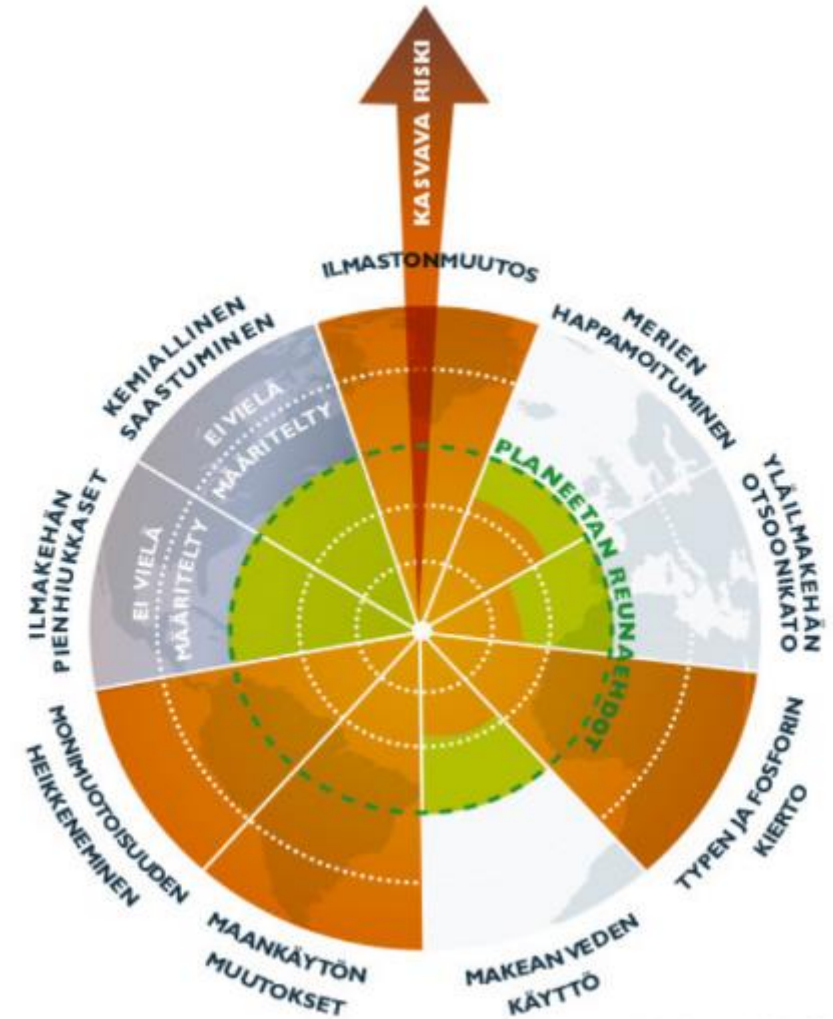 KASVAVA RISKI
ILMASTONMUUTOS
MERIEN
HAPPAMOITUMINEN
YLÄILMAKEHÄN
OTSOONIKATO
TYPEN JA FOSFORIN
KIERTO
MAKEAN VEDEN
KÄYTTÖ
MAANKÄYTÖN
MUUTOKSET
MONIMUOTOISUUDEN
HEIKKENEMINEN
ILMAKEHÄN
PIENHIUKKASET
KEMIALLINEN
SAASTUMINEN
EI VIELÄ
MÄÄRITELTY
EI VIELÄ
MÄÄRITELTY
PLANEETAN REUNAEHDOT